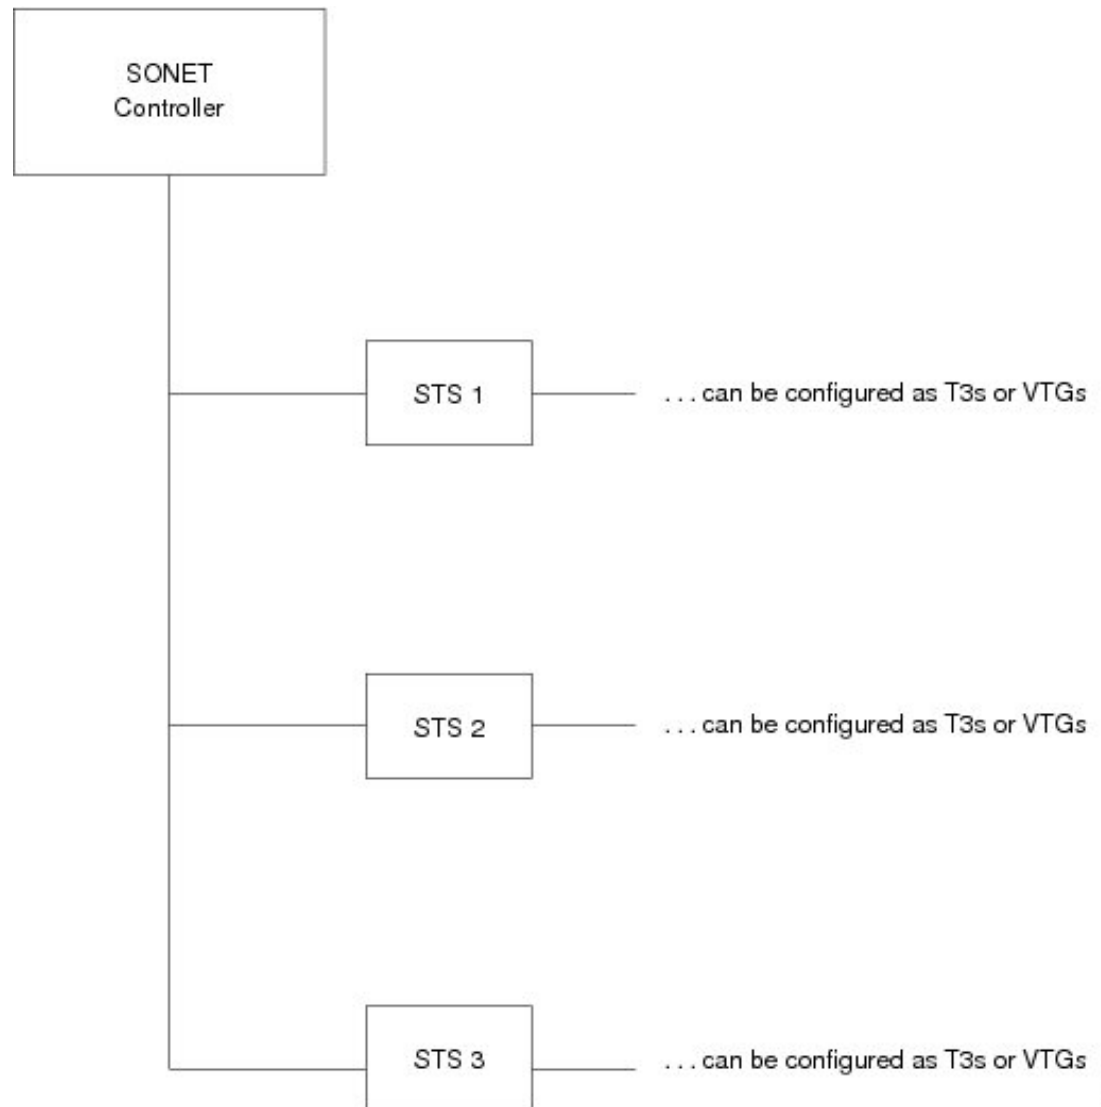 SONET
Controller
STS 1
. . . can be configured as T3s or VTGs
STS 2
. . . can be configured as T3s or VTGs
STS 3
. . . can be configured as T3s or VTGs